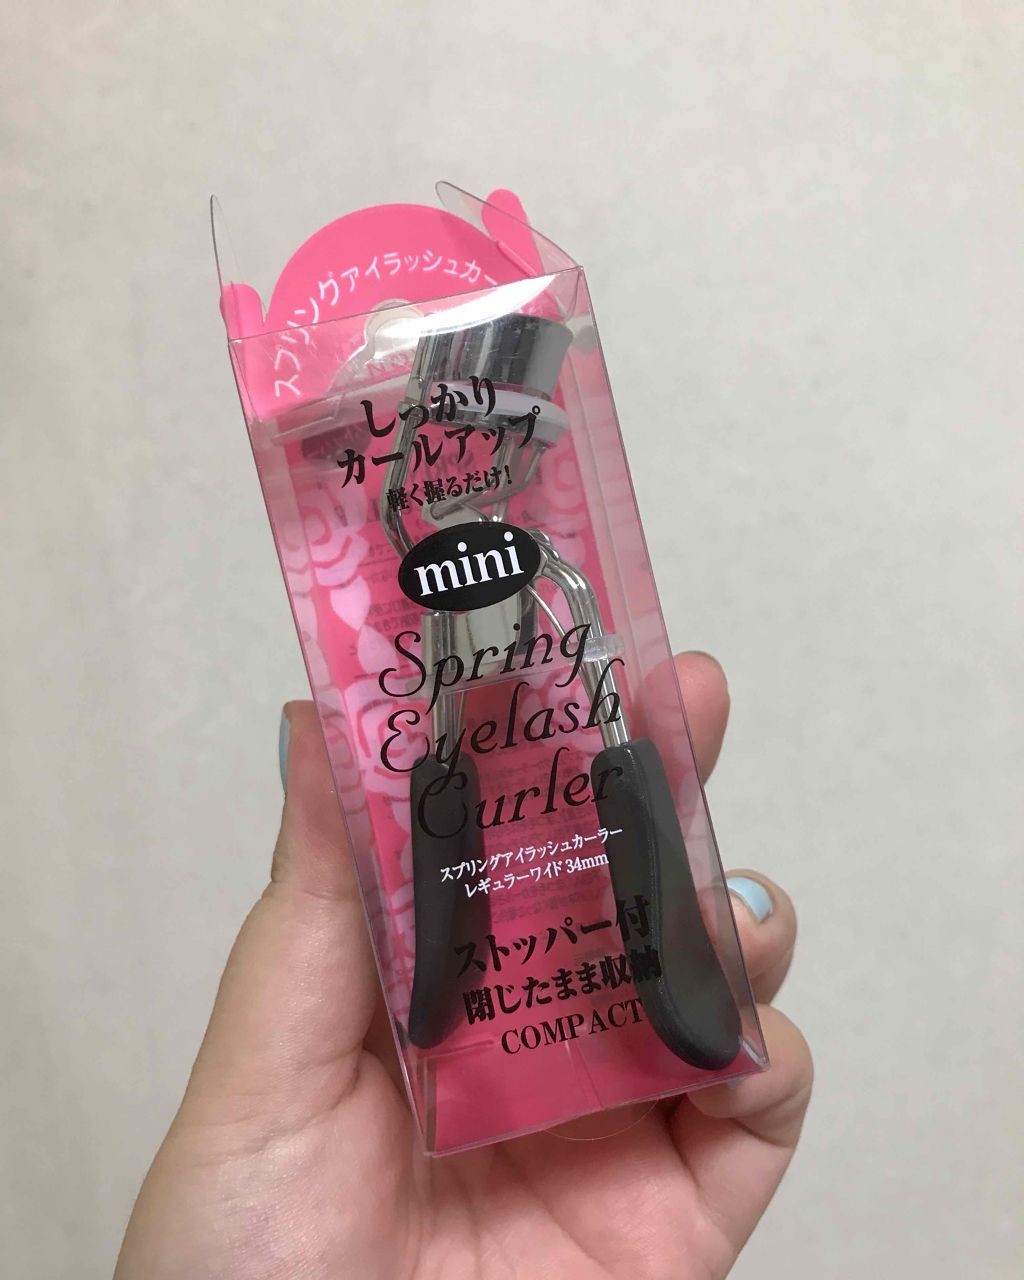 スプリングアイラッシュカー
しっかり
カールアップ
軽く握るだけ!
mini
Spring
Eyelash
Curler
スプリングアイラッシュカーラー
レギュラーワイド 34mm
ストッパー付
閉じたまま収納
COMPACT